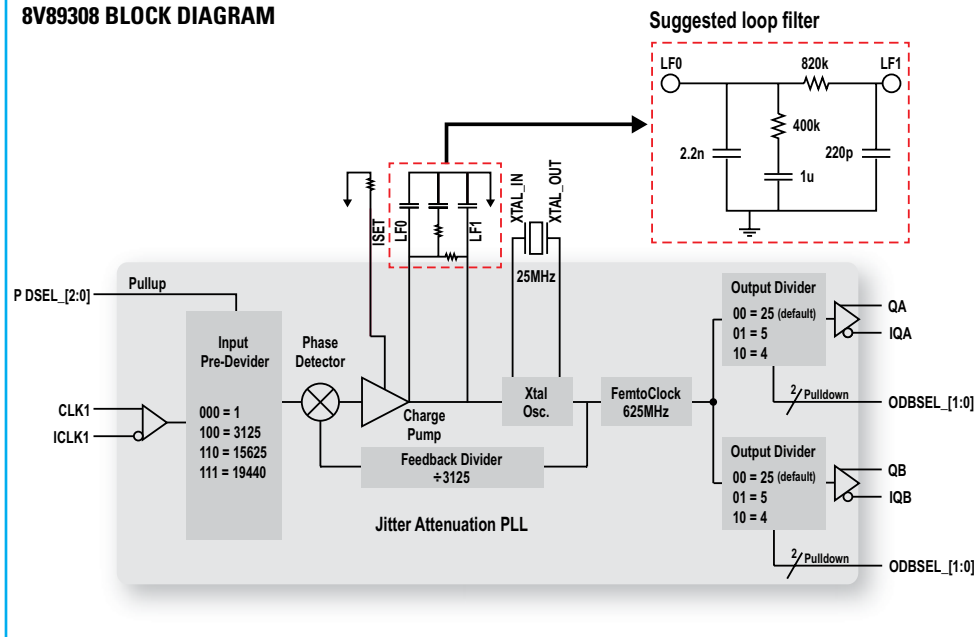 8V89308 BLOCK DIAGRAM
Suggested loop filter
LF0
820k
LF1
400k
2.2n
220p
1u
ISET
LF0
LF1
XTAL_IN
XTAL_OUT
25MHz
P DSEL_[2:0]
Pullup
Input
Pre-Devider
000 = 1
100 = 3125
110 = 15625
111 = 19440
CLK1
ICLK1
Phase
Detector
Charge
Pump
Xtal
Osc.
FemtoClock
625MHz
Feedback Divider
÷3125
Jitter Attenuation PLL
Output Divider
00 = 25 (default)
01 = 5
10 = 4
QA
IQA
2
Pulldown
ODBSEL_[1:0]
Output Divider
00 = 25 (default)
01 = 5
10 = 4
QB
IQB
2
Pulldown
ODBSEL_[1:0]